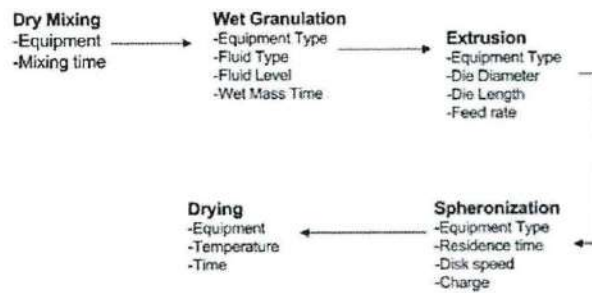 Dry Mixing
-Equipment
-Mixing time
Wet Granulation
-Equipment Type
-Fluid Type
-Fluid Level
-Wet Mass Time
Extrusion
-Equipment Type
-Die Diameter
-Die Length
-Feed rate
Spheronization
-Equipment Type
-Residence time
-Disk speed
-Charge
Drying
-Equipment
-Temperature
-Time